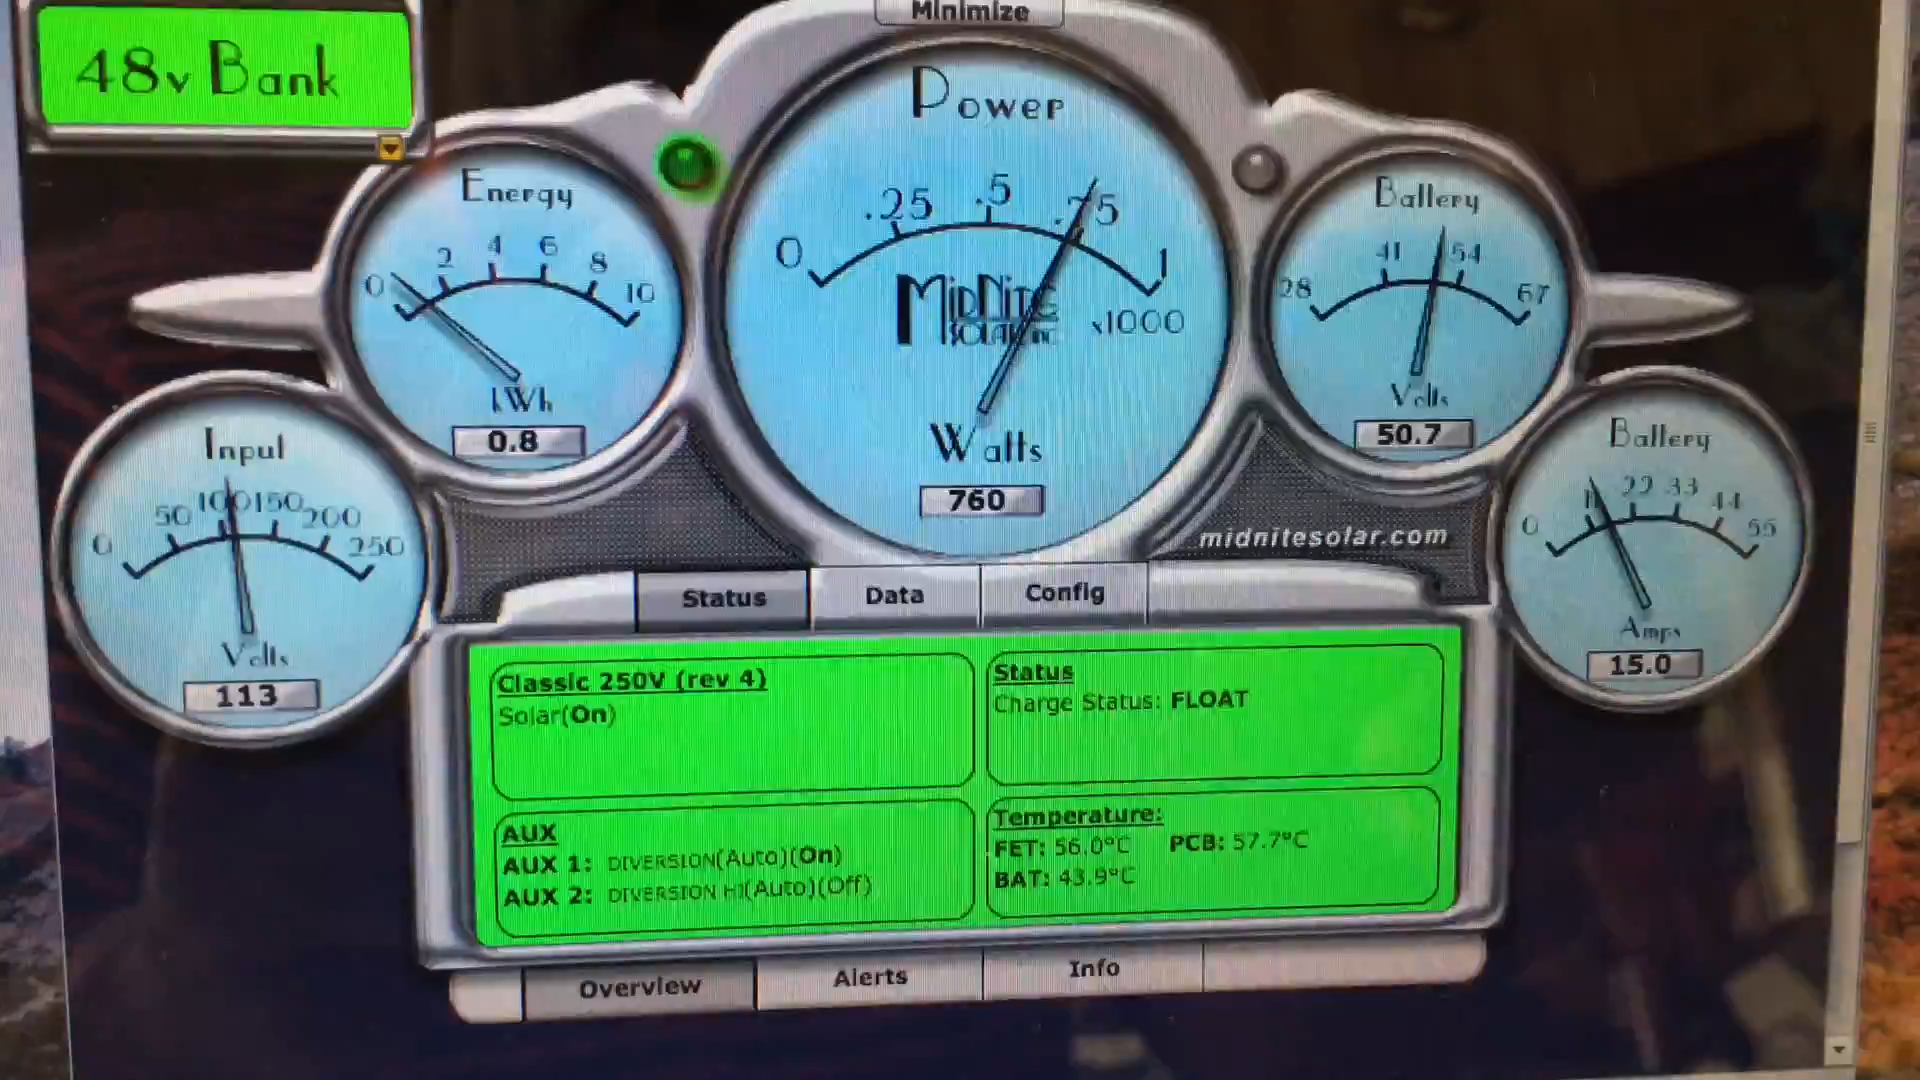 Minimize
48v Bank
Power
0 .25 .5 .75 1
x1000
MidNite
SOLAR INC
Watts
760
Energy
0 2 4 6 8 10
kWh
0.8
Battery
28 41 54 67
Volts
50.7
Input
0 50 100 150 200 250
Volts
113
Battery
0 11 22 33 44 55
Amps
15.0
midnitesolar.com
Status Data Config
Classic 250V (rev 4)
Solar(On)
Status
Charge Status: FLOAT
AUX
AUX 1: DIVERSION(Auto)(On)
AUX 2: DIVERSION HI(Auto)(Off)
Temperature:
FET: 56.0°C PCB: 57.7°C
BAT: 43.9°C
Overview Alerts Info